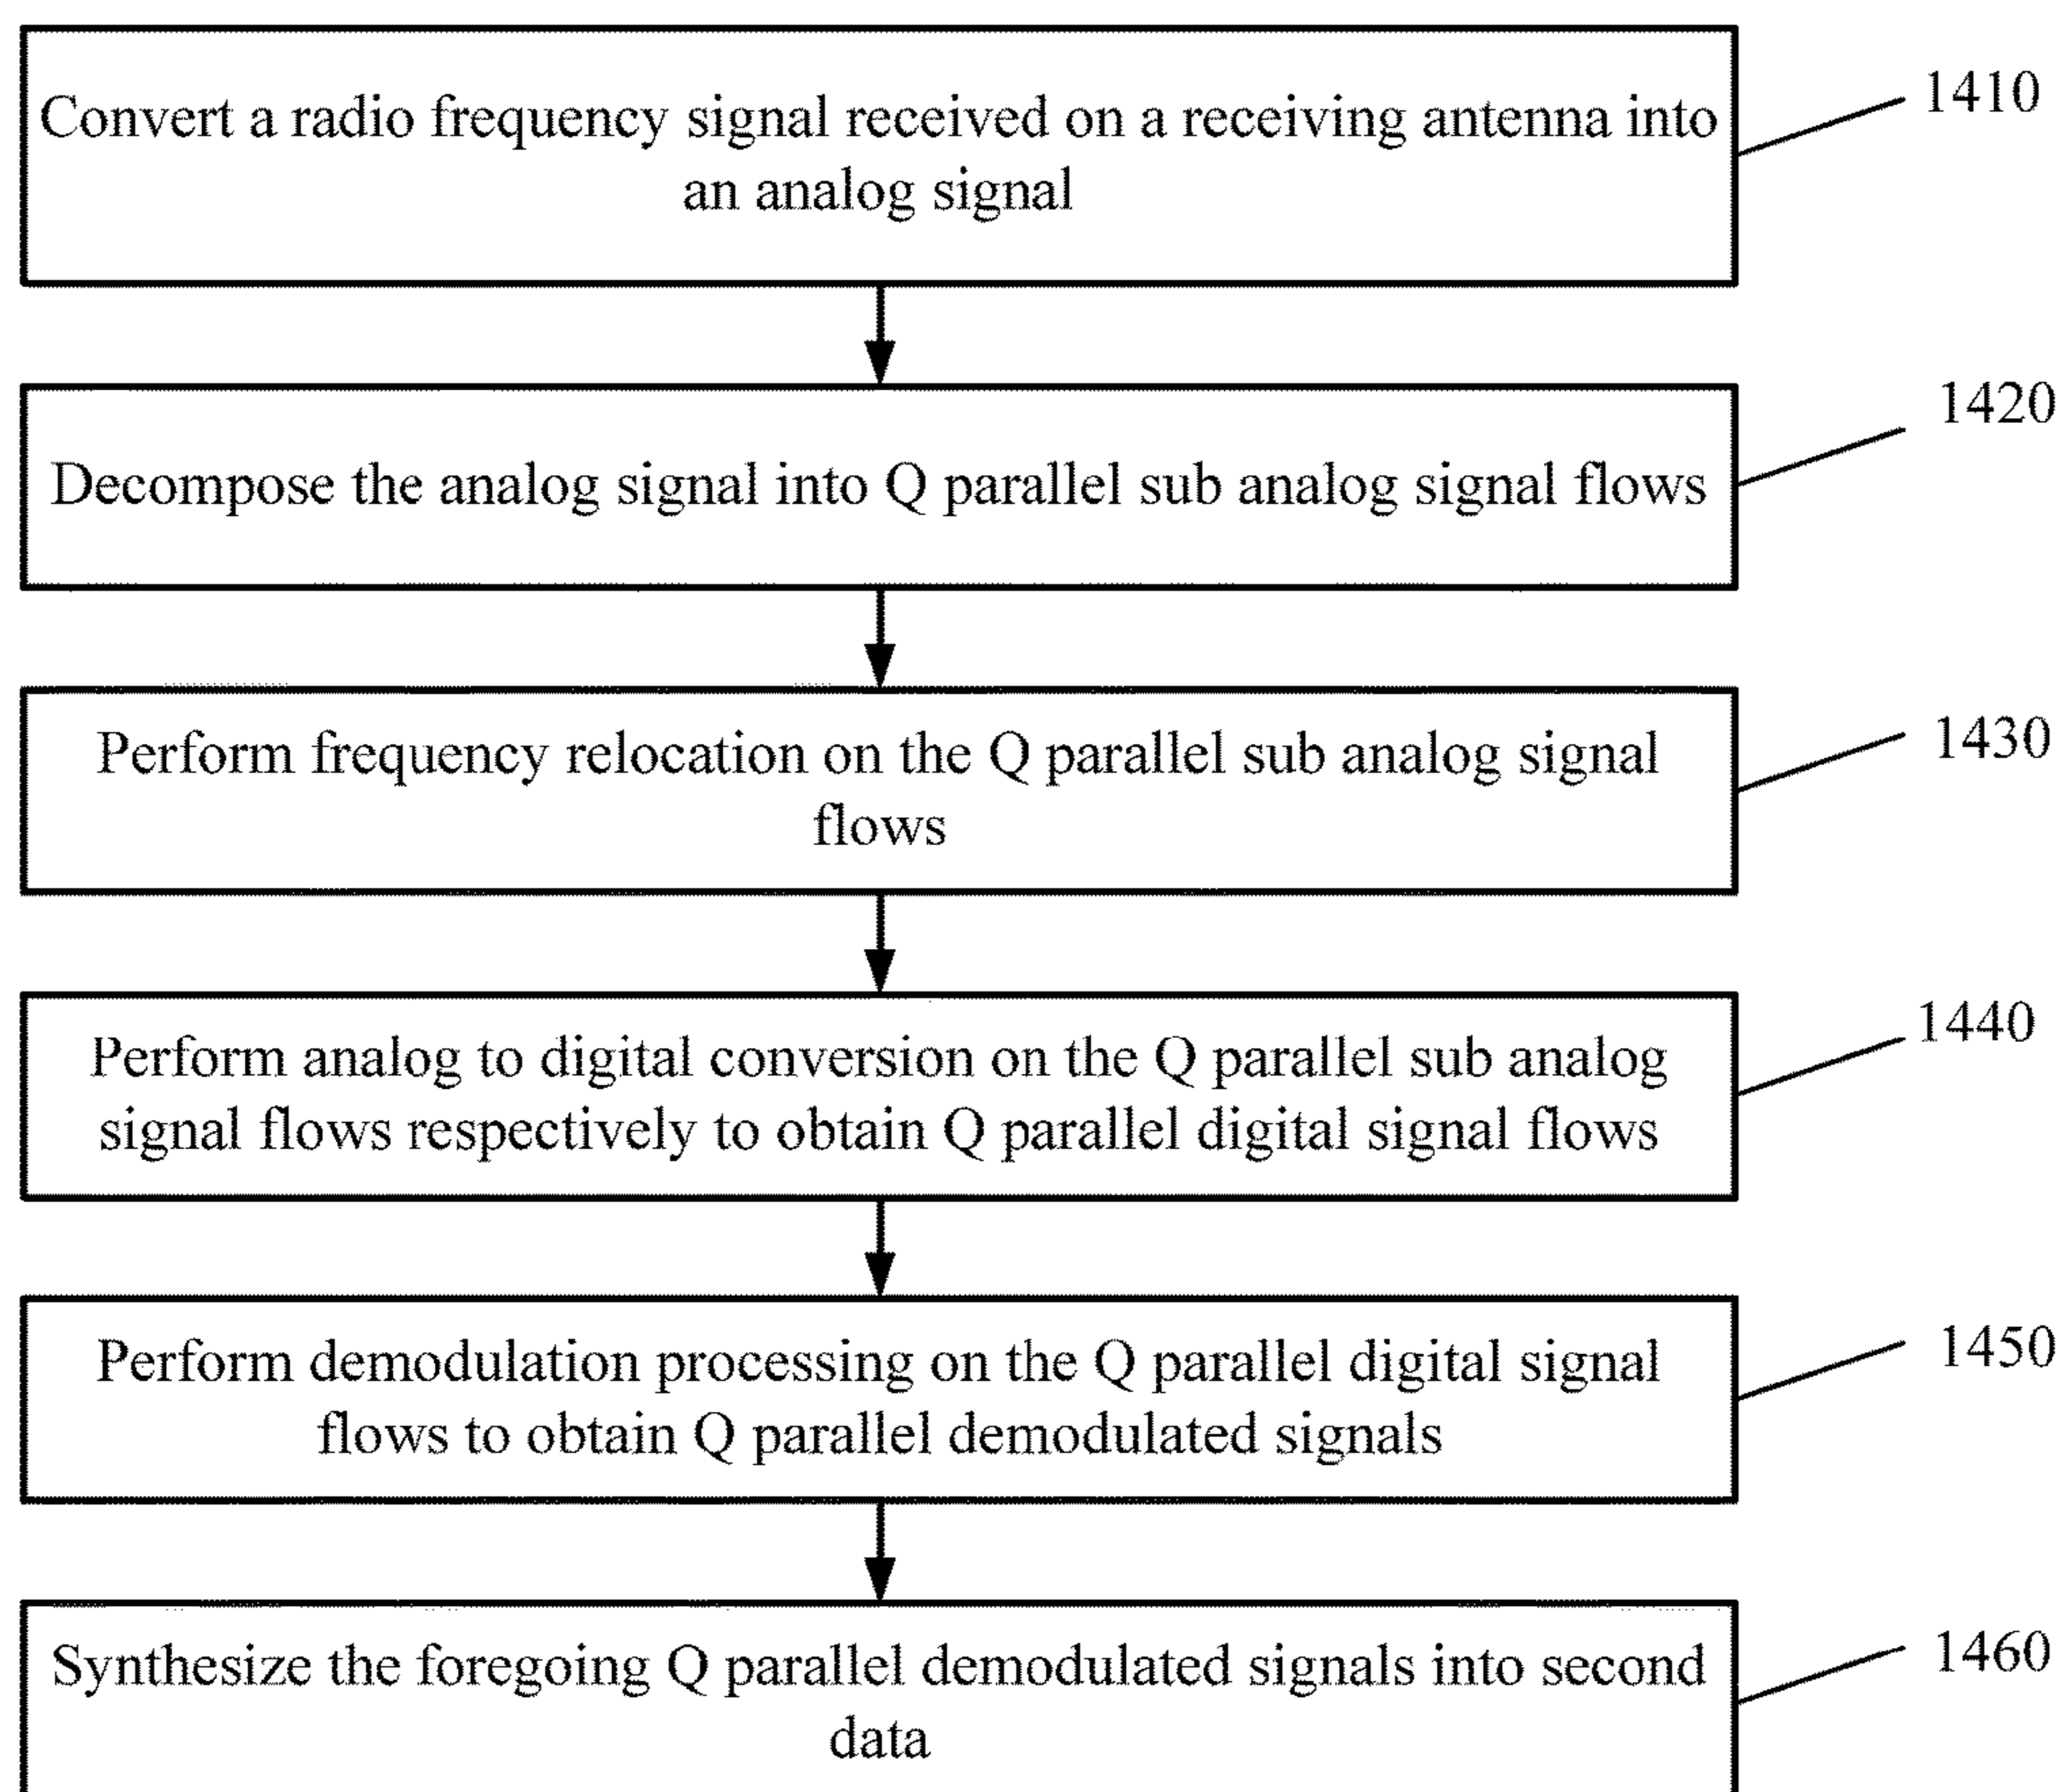 Convert a radio frequency signal received on a receiving antenna into
an analog signal
1410
Decompose the analog signal into Q parallel sub analog signal flows
1420
Perform frequency relocation on the Q parallel sub analog signal
flows
1430
Perform analog to digital conversion on the Q parallel sub analog
signal flows respectively to obtain Q parallel digital signal flows
1440
Perform demodulation processing on the Q parallel digital signal
flows to obtain Q parallel demodulated signals
1450
Synthesize the foregoing Q parallel demodulated signals into second
data
1460